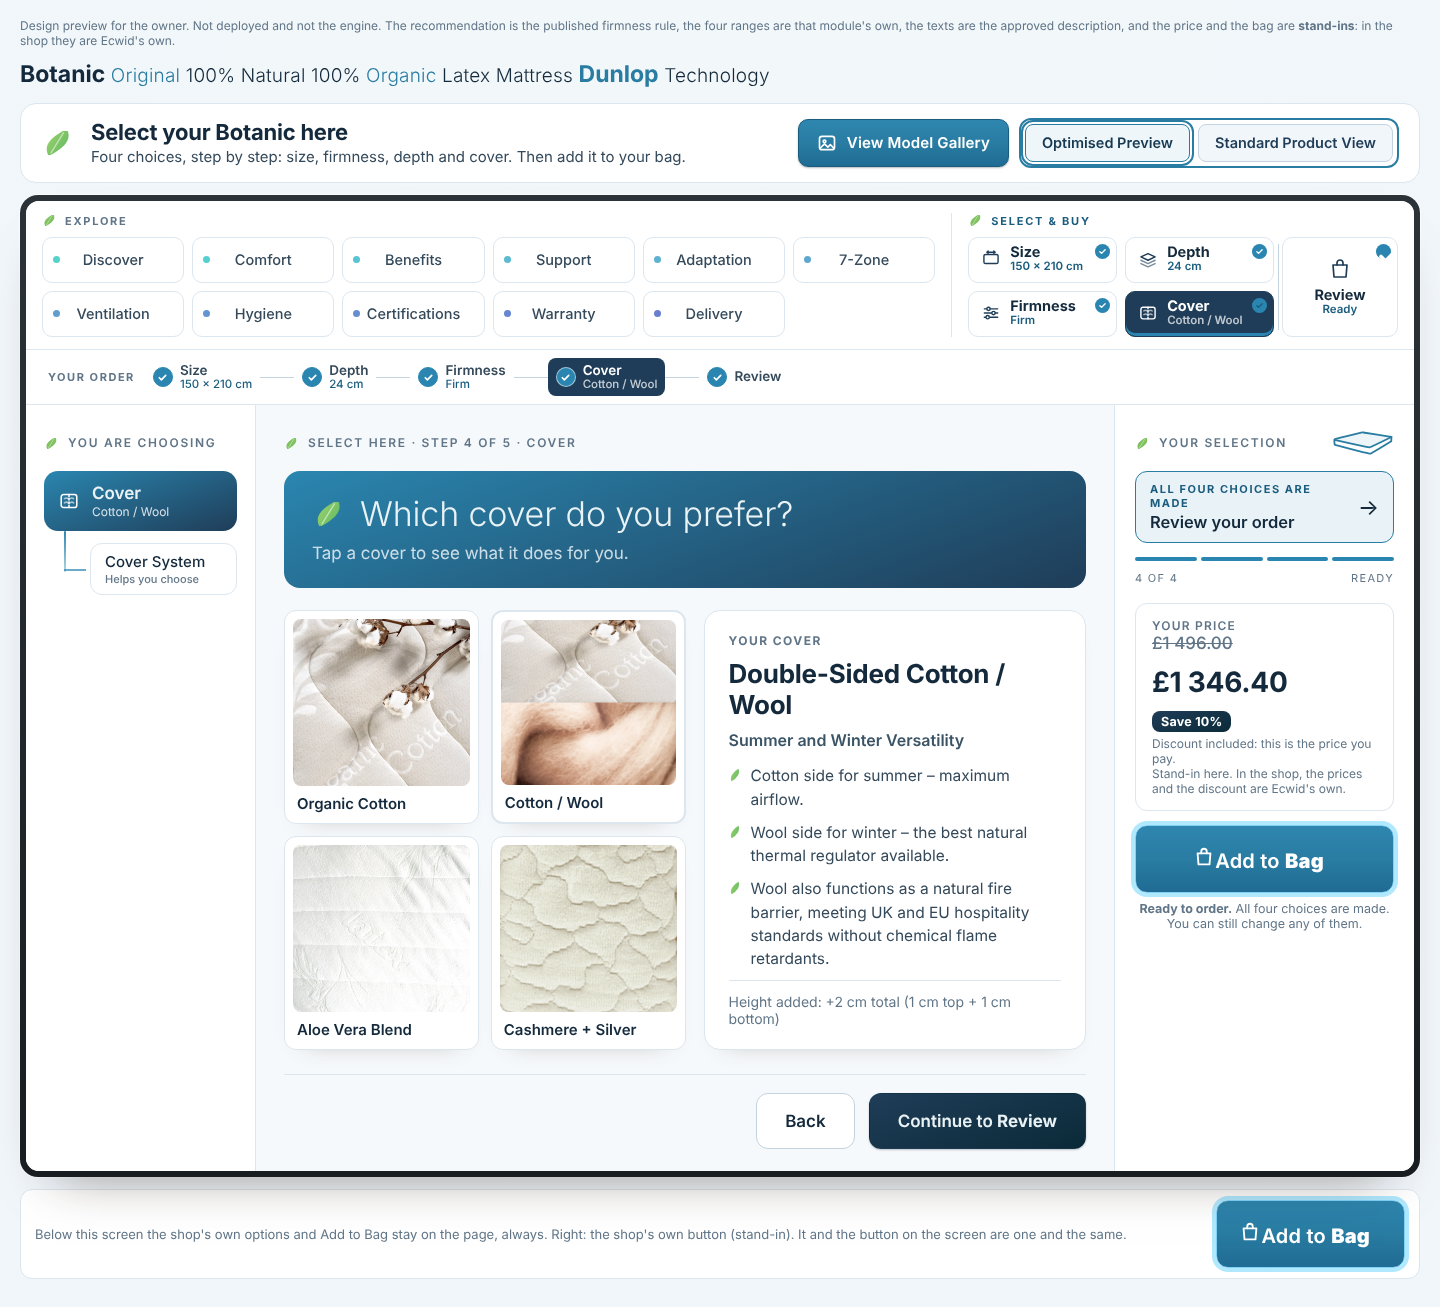 Design preview for the owner. Not deployed and not the engine. The recommendation is the published firmness rule, the four ranges are that module's own, the texts are the approved description, and the price and the bag are stand-ins: in the
shop they are Ecwid's own.
Botanic Original 100% Natural 100% Organic Latex Mattress Dunlop Technology
Select your Botanic here
Four choices, step by step: size, firmness, depth and cover. Then add it to your bag.
View Model Gallery
Optimised Preview
Standard Product View
EXPLORE
Discover
Comfort
Benefits
Support
Adaptation
7-Zone
Ventilation
Hygiene
Certifications
Warranty
Delivery
SELECT & BUY
Size
150 × 210 cm
Depth
24 cm
Firmness
Firm
Cover
Cotton / Wool
Review
Ready
YOUR ORDER
Size
150 × 210 cm
Depth
24 cm
Firmness
Firm
Cover
Cotton / Wool
Review
YOU ARE CHOOSING
Cover
Cotton / Wool
Cover System
Helps you choose
SELECT HERE · STEP 4 OF 5 · COVER
Which cover do you prefer?
Tap a cover to see what it does for you.
Organic Cotton
Cotton / Wool
Aloe Vera Blend
Cashmere + Silver
YOUR COVER
Double-Sided Cotton /
Wool
Summer and Winter Versatility
Cotton side for summer – maximum
airflow.
Wool side for winter – the best natural
thermal regulator available.
Wool also functions as a natural fire
barrier, meeting UK and EU hospitality
standards without chemical flame
retardants.
Height added: +2 cm total (1 cm top + 1 cm
bottom)
Back
Continue to Review
YOUR SELECTION
ALL FOUR CHOICES ARE
MADE
Review your order
4 OF 4
READY
YOUR PRICE
£1 496.00
£1 346.40
Save 10%
Discount included: this is the price you
pay.
Stand-in here. In the shop, the prices
and the discount are Ecwid's own.
Add to Bag
Ready to order. All four choices are made.
You can still change any of them.
Below this screen the shop's own options and Add to Bag stay on the page, always. Right: the shop's own button (stand-in). It and the button on the screen are one and the same.
Add to Bag